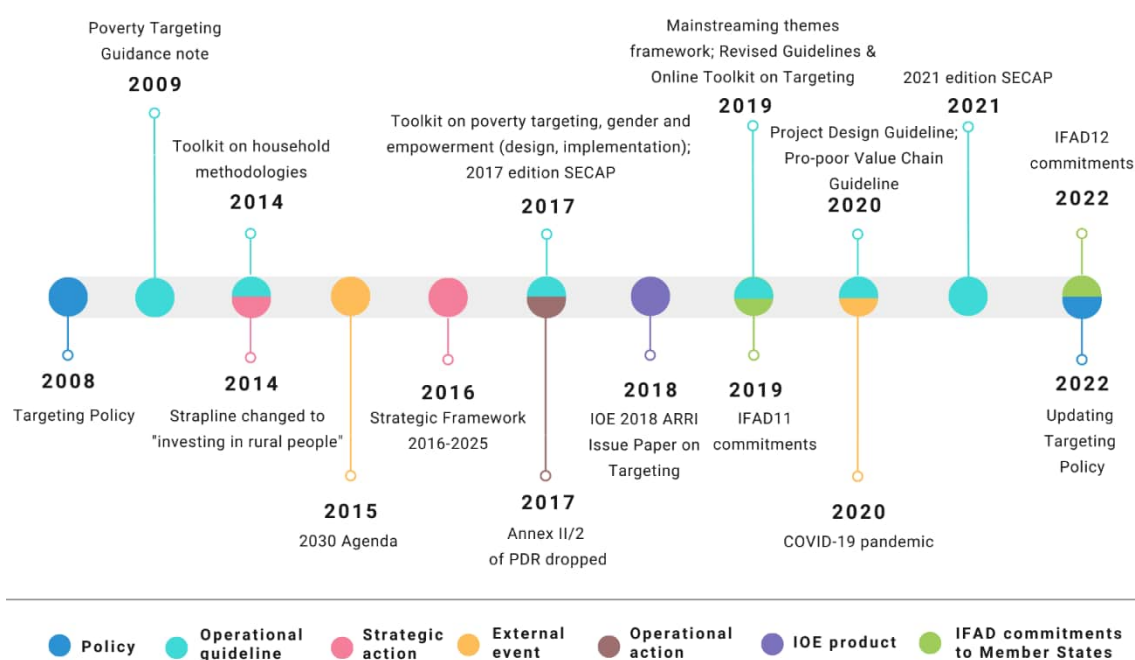 Poverty Targeting
Guidance note
2009
Toolkit on household
methodologies
2014
Toolkit on poverty targeting, gender and
empowerment (design, implementation);
2017 edition SECAP
2017
Mainstreaming themes
framework; Revised Guidelines &
Online Toolkit on Targeting
2019
Project Design Guideline;
Pro-poor Value Chain
Guideline
2020
2021 edition SECAP
2021
IFAD12
commitments
2022
2008
Targeting Policy
2014
Strapline changed to
"investing in rural people"
2015
2030 Agenda
2016
Strategic Framework
2016-2025
2017
Annex II/2
of PDR dropped
2018
IOE 2018 ARRI
Issue Paper on
Targeting
2019
IFAD11
commitments
2020
COVID-19 pandemic
2022
Updating
Targeting
Policy
Policy
Operational
guideline
Strategic
action
External
event
Operational
action
IOE product
IFAD commitments
to Member States